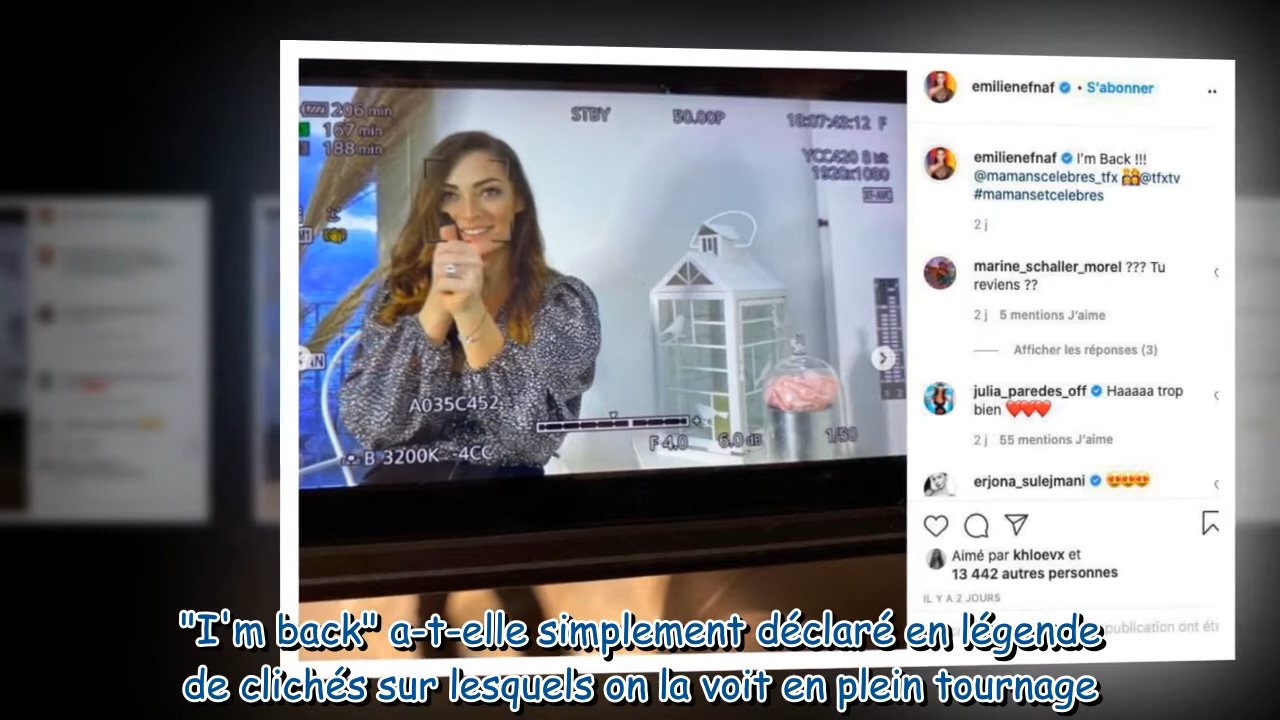 206 min
167 min
188 min
STBY
50.00P
18:07:42:12 F
YCC420 8 bit
1920x1080
A035C452
F 4.0
6.0dB
1/50
B 3200K -4CC
emilienefnaf • S'abonner
emilienefnaf I'm Back !!!
@mamanscelebres_tfx @tfxtv
#mamansetcelebres
2 j
marine_schaller_morel ??? Tu
reviens ??
2 j 5 mentions J'aime
Afficher les réponses (3)
julia_paredes_off Haaaaa trop
bien ❤️❤️❤️
2 j 55 mentions J'aime
erjona_sulejmani 😍😍😍😍
Aimé par khloevx et
13 442 autres personnes
IL Y A 2 JOURS
publication ont été
"I'm back" a-t-elle simplement déclaré en légende
de clichés sur lesquels on la voit en plein tournage